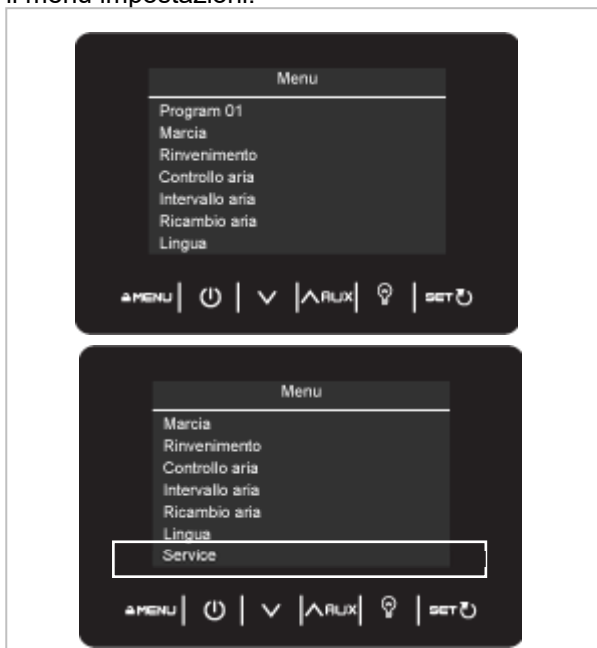 il menu impostazioni.
Menu
Program 01
Marcia
Rinvenimento
Controllo aria
Intervallo aria
Ricambio aria
Lingua
MENU AUX SET
Menu
Marcia
Rinvenimento
Controllo aria
Intervallo aria
Ricambio aria
Lingua
Service
MENU AUX SET